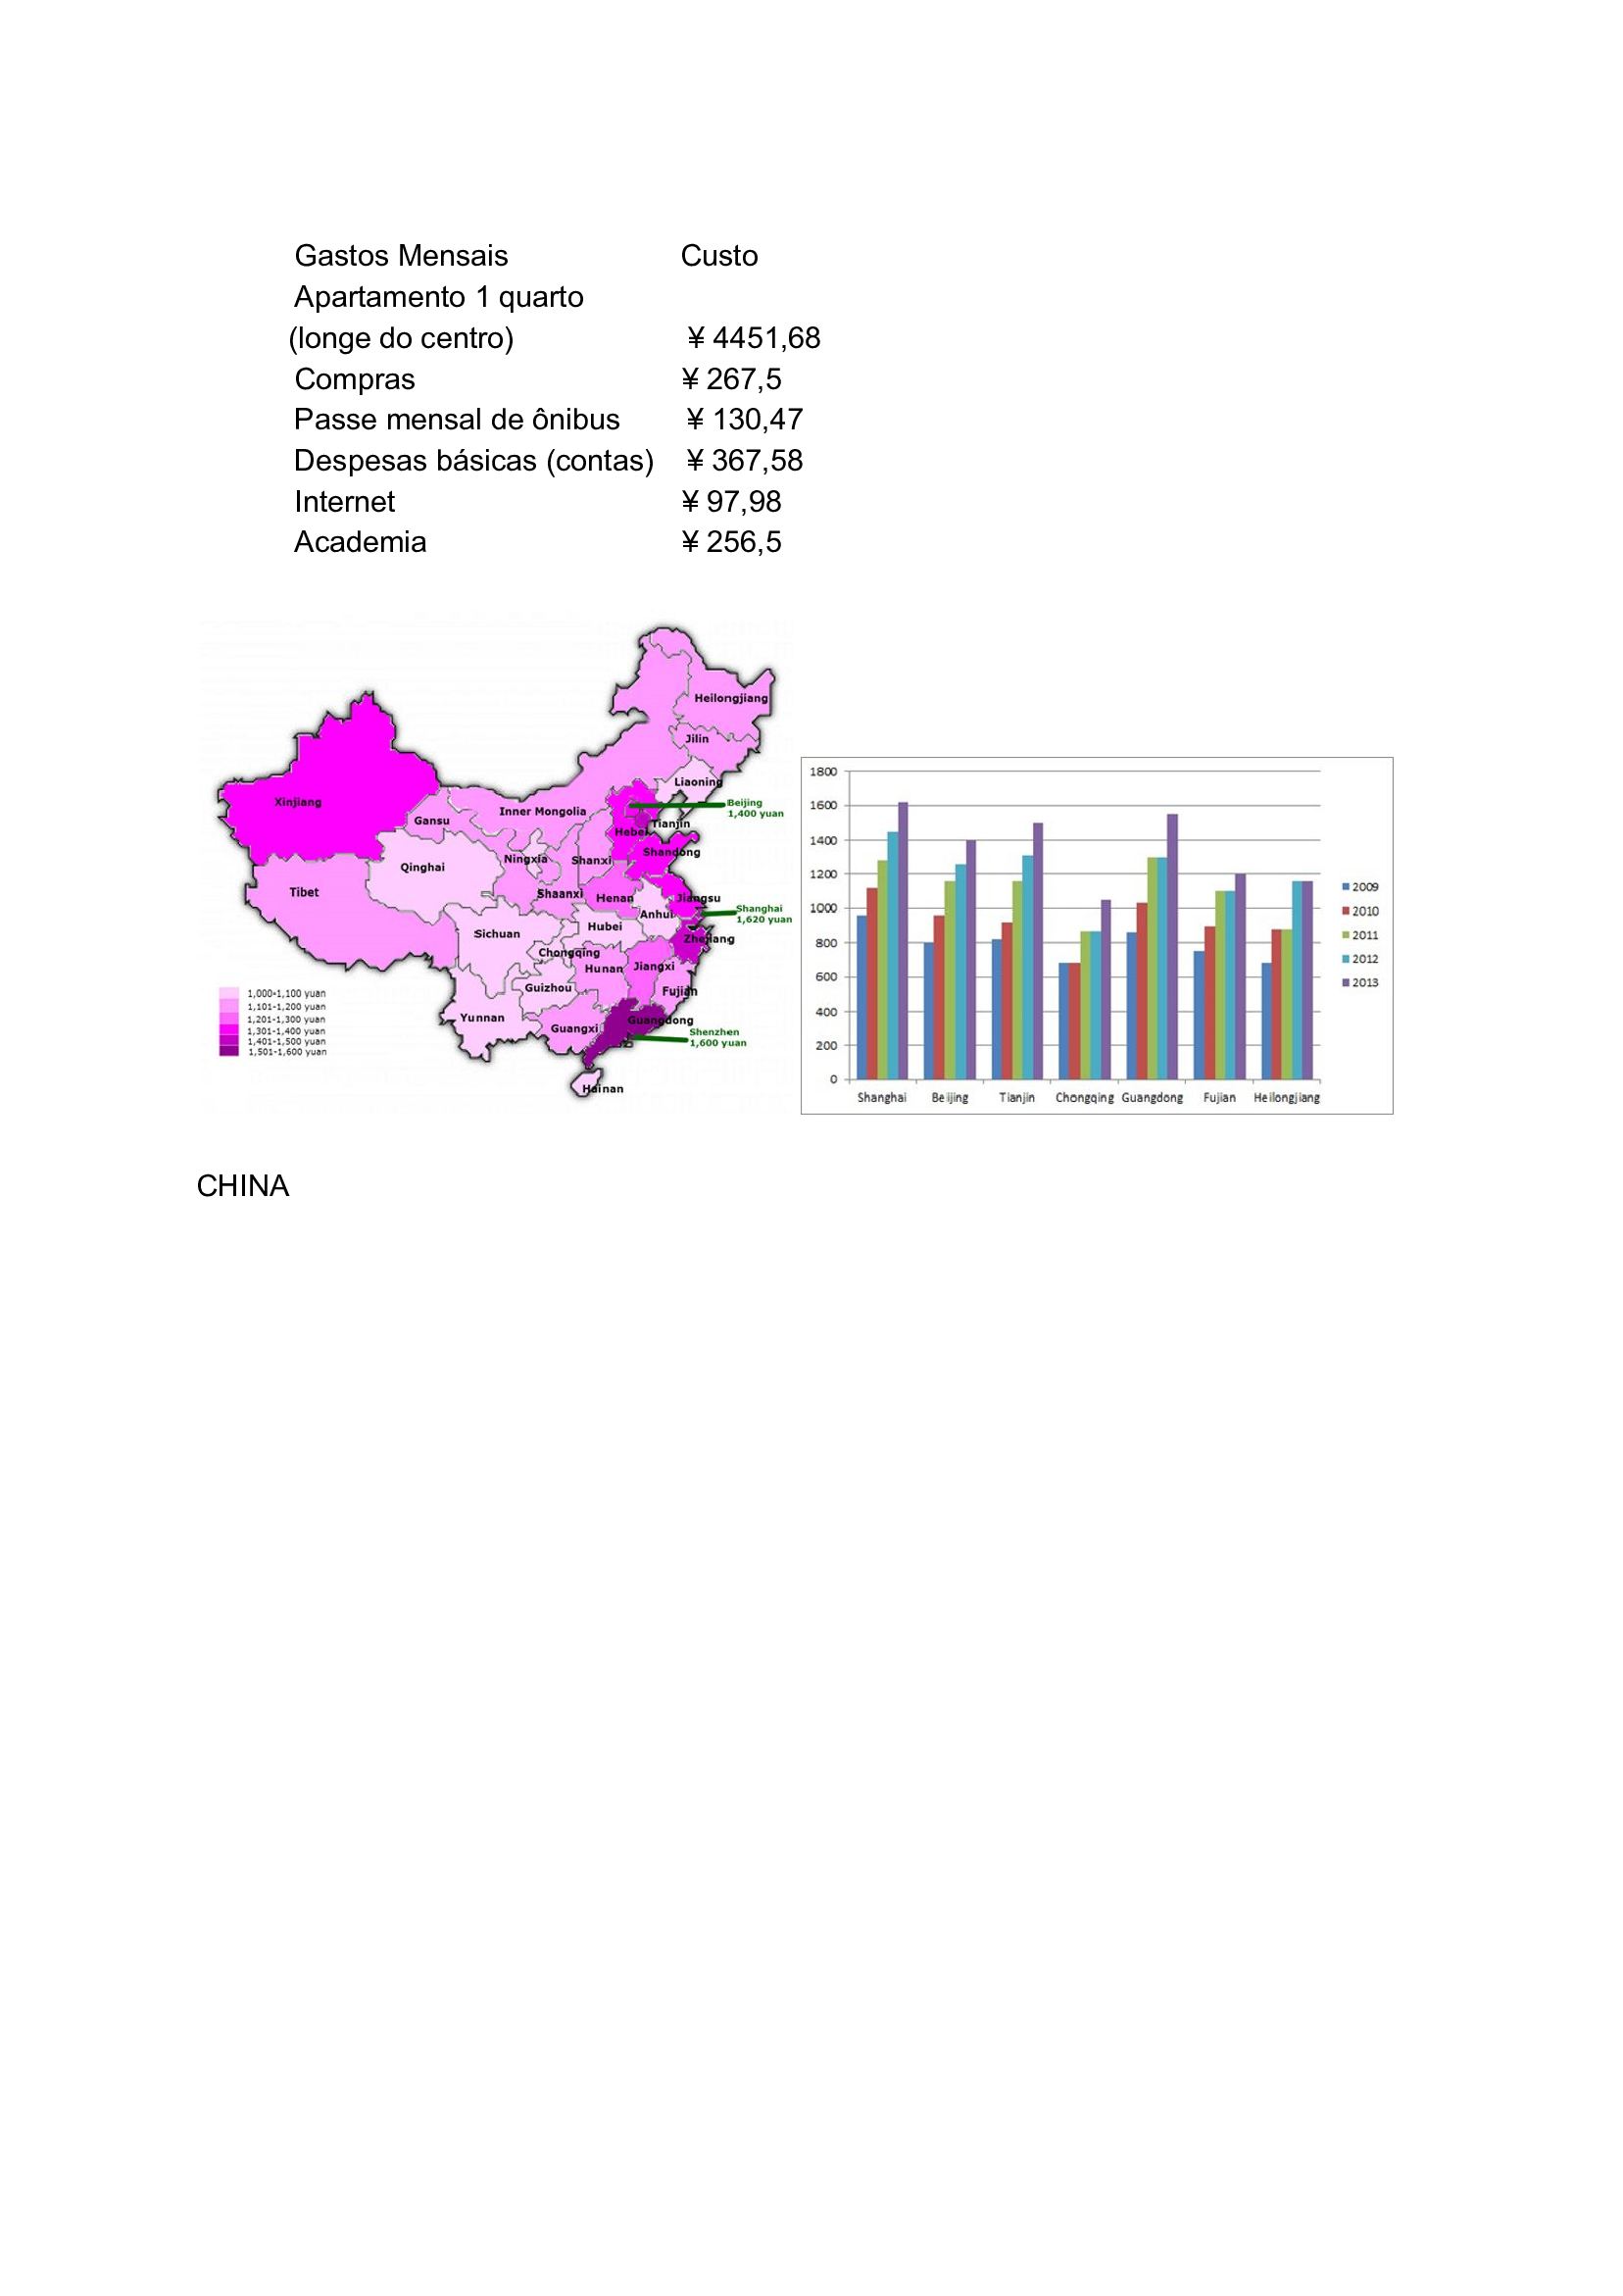 Gastos Mensais Custo
Apartamento 1 quarto
(longe do centro) ¥ 4451,68
Compras ¥ 267,5
Passe mensal de ônibus ¥ 130,47
Despesas básicas (contas) ¥ 367,58
Internet ¥ 97,98
Academia ¥ 256,5
Heilongjiang
Jilin
Liaoning
Xinjiang
Beijing
1,400 yuan
Inner Mongolia
Gansu
Tianjin
Hebei
Shandong
Ningxia
Shanxi
Qinghai
Tibet
Shaanxi
Henan
Jiangsu
Anhui
Shanghai
1,620 yuan
Hubei
Sichuan
Zhejiang
Chongqing
Hunan
Jiangxi
Guizhou
Fujian
Yunnan
Guangxi
Guangdong
Shenzhen
1,600 yuan
Hainan
1,000-1,100 yuan
1,101-1,200 yuan
1,201-1,300 yuan
1,301-1,400 yuan
1,401-1,500 yuan
1,501-1,600 yuan
1800
1600
1400
1200
1000
800
600
400
200
0
Shanghai Beijing Tianjin Chongqing Guangdong Fujian Heilongjiang
2009
2010
2011
2012
2013
CHINA